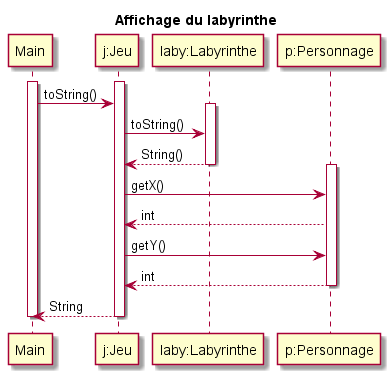 Affichage du labyrinthe
Main j:Jeu laby:Labyrinthe p:Personnage
toString()
toString()
String()
getX()
int
getY()
int
String
Main j:Jeu laby:Labyrinthe p:Personnage